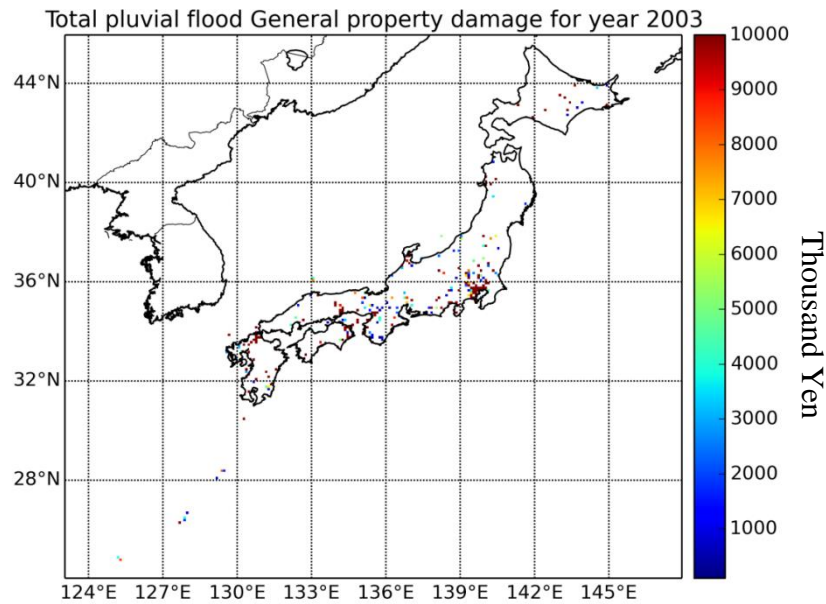 Total pluvial flood General property damage for year 2003
44°N
40°N
36°N
32°N
28°N
124°E 127°E 130°E 133°E 136°E 139°E 142°E 145°E
10000
9000
8000
7000
6000
5000
4000
3000
2000
1000
Thousand Yen